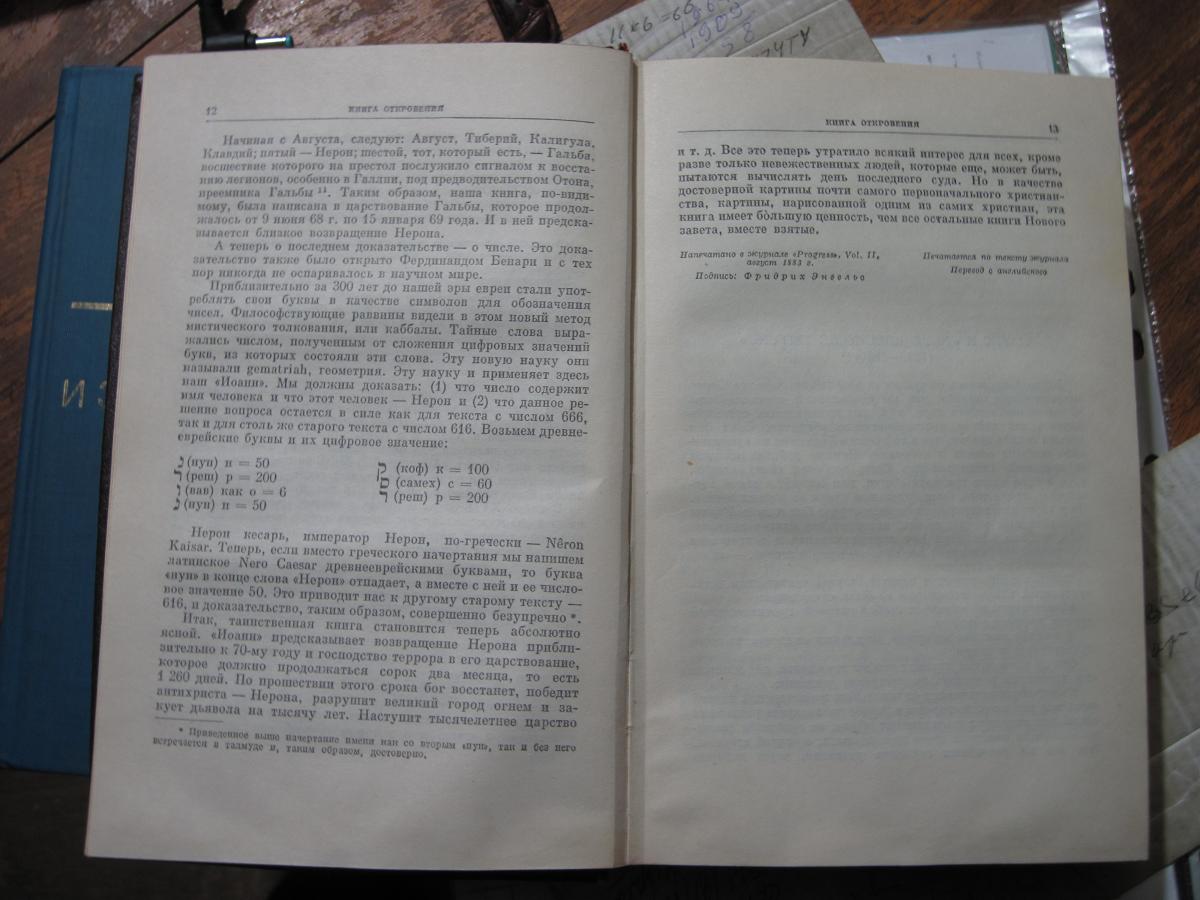 12 КНИГА ОТКРОВЕНИЯ
Начиная с Августа, следуют: Август, Тиберий, Калигула,
Клавдий; пятый — Нерон; шестой, тот, который есть, — Гальба,
восшествие которого на престол послужило сигналом к восста-
нию легионов, особенно в Галлии, под предводительством Отона,
преемника Гальбы 11. Таким образом, наша книга, по-види-
мому, была написана в царствование Гальбы, которое продол-
жалось от 9 июня 68 г. по 15 января 69 года. И в ней предска-
зывается близкое возвращение Нерона.
А теперь о последнем доказательстве — о числе. Это дока-
зательство также было открыто Фердинандом Бенари и с тех
пор никогда не оспаривалось в научном мире.
Приблизительно за 300 лет до нашей эры евреи стали упот-
реблять свои буквы в качестве символов для обозначения
чисел. Философствующие раввины видели в этом новый метод
мистического толкования, или каббалы. Тайные слова выра-
жались числом, полученным от сложения цифровых значений
букв, из которых состояли эти слова. Эту новую науку они
называли gematriah, геометрия. Эту науку и применяет здесь
наш «Иоанн». Мы должны доказать: (1) что число содержит
имя человека и что этот человек — Нерон и (2) что данное ре-
шение вопроса остается в силе как для текста с числом 666,
так и для столь же старого текста с числом 616. Возьмем древне-
еврейские буквы и их цифровое значение:
נ (нун) н = 50
ר (реш) р = 200
ו (вав) как о = 6
נ (нун) н = 50
ק (коф) к = 100
ס (самех) с = 60
ר (реш) р = 200
Нерон кесарь, император Нерон, по-гречески — Nêron
Kaisar. Теперь, если вместо греческого начертания мы напишем
латинское Nero Caesar древнееврейскими буквами, то буква
«нун» в конце слова «Нерон» отпадает, а вместе с ней и ее число-
вое значение 50. Это приводит нас к другому старому тексту —
616, и доказательство, таким образом, совершенно безупречно *.
Итак, таинственная книга становится теперь абсолютно
ясной. «Иоанн» предсказывает возвращение Нерона прибли-
зительно к 70-му году и господство террора в его царствование,
которое должно продолжаться сорок два месяца, то есть
1 260 дней. По прошествии этого срока бог восстанет, победит
антихриста — Нерона, разрушит великий город огнем и за-
кует дьявола на тысячу лет. Наступит тысячелетнее царство
* Приведенное выше начертание имени как со вторым «нун», так и без него
встречается в талмуде и, таким образом, достоверно.
КНИГА ОТКРОВЕНИЯ 13
и т. д. Все это теперь утратило всякий интерес для всех, кроме
разве только невежественных людей, которые еще, может быть,
пытаются вычислять день последнего суда. Но в качестве
достоверной картины почти самого первоначального христиан-
ства, картины, нарисованной одним из самих христиан, эта
книга имеет бо̀льшую ценность, чем все остальные книги Нового
завета, вместе взятые.
Напечатано в журнале «Progress», Vol. II,
август 1883 г.
Подпись: Фридрих Энгельс
Печатается по тексту журнала
Перевод с английского
11×6=66
1903
ИЗ